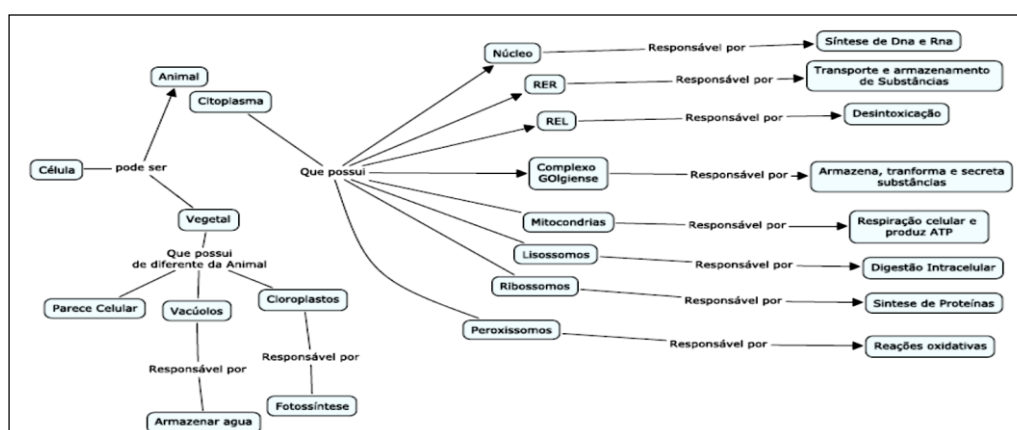 Célula
pode ser
Animal
Citoplasma
Vegetal
Que possui
de diferente da Animal
Parece Celular
Vacúolos
Cloroplastos
Responsável por
Responsável por
Armazenar agua
Fotossíntese
Que possui
Núcleo
Responsável por
Síntese de Dna e Rna
RER
Responsável por
Transporte e armazenamento
de Substâncias
REL
Responsável por
Desintoxicação
Complexo
GOlgiense
Responsável por
Armazena, tranforma e secreta
substâncias
Mitocondrias
Responsável por
Respiração celular e
produz ATP
Lisossomos
Responsável por
Digestão Intracelular
Ribossomos
Responsável por
Sintese de Proteínas
Peroxissomos
Responsável por
Reações oxidativas